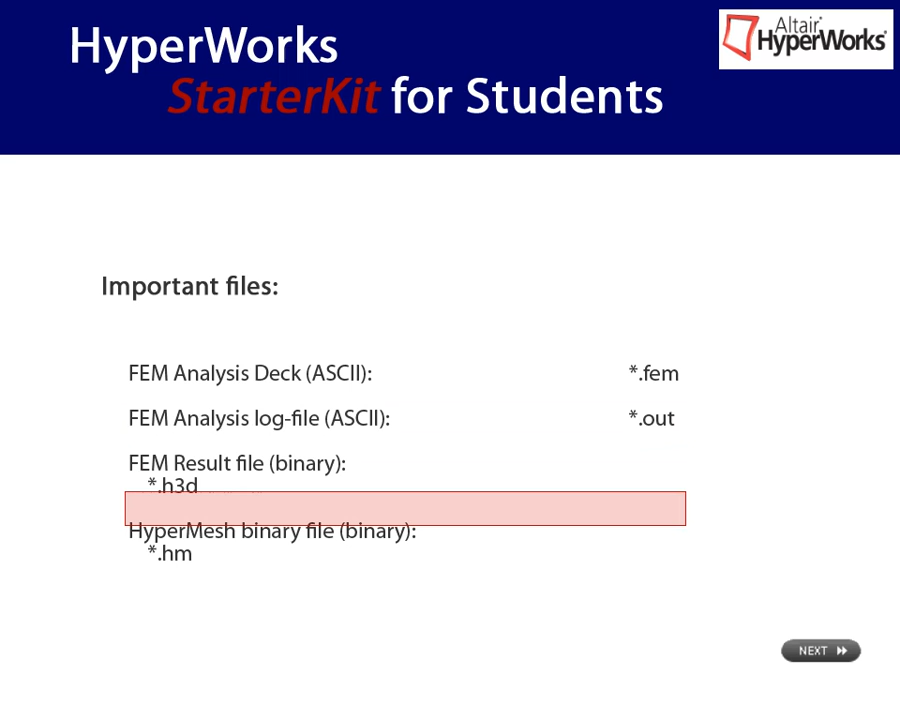 HyperWorks
StarterKit for Students
Altair
HyperWorks
Important files:
FEM Analysis Deck (ASCII): *.fem
FEM Analysis log-file (ASCII): *.out
FEM Result file (binary):
*.h3d
HyperMesh binary file (binary):
*.hm
NEXT